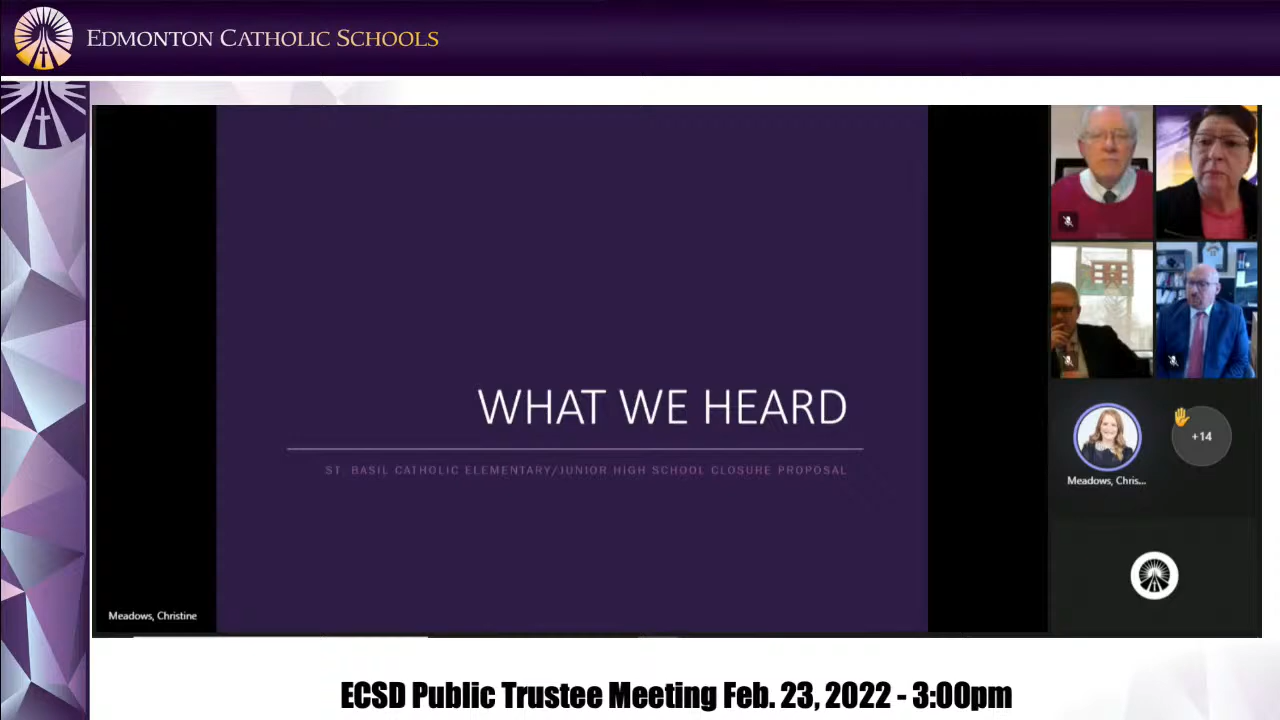 EDMONTON CATHOLIC SCHOOLS
WHAT WE HEARD
ST. BASIL CATHOLIC ELEMENTARY/JUNIOR HIGH SCHOOL CLOSURE PROPOSAL
+14
Meadows, Chris...
Meadows, Christine
ECSD Public Trustee Meeting Feb. 23, 2022 - 3:00pm